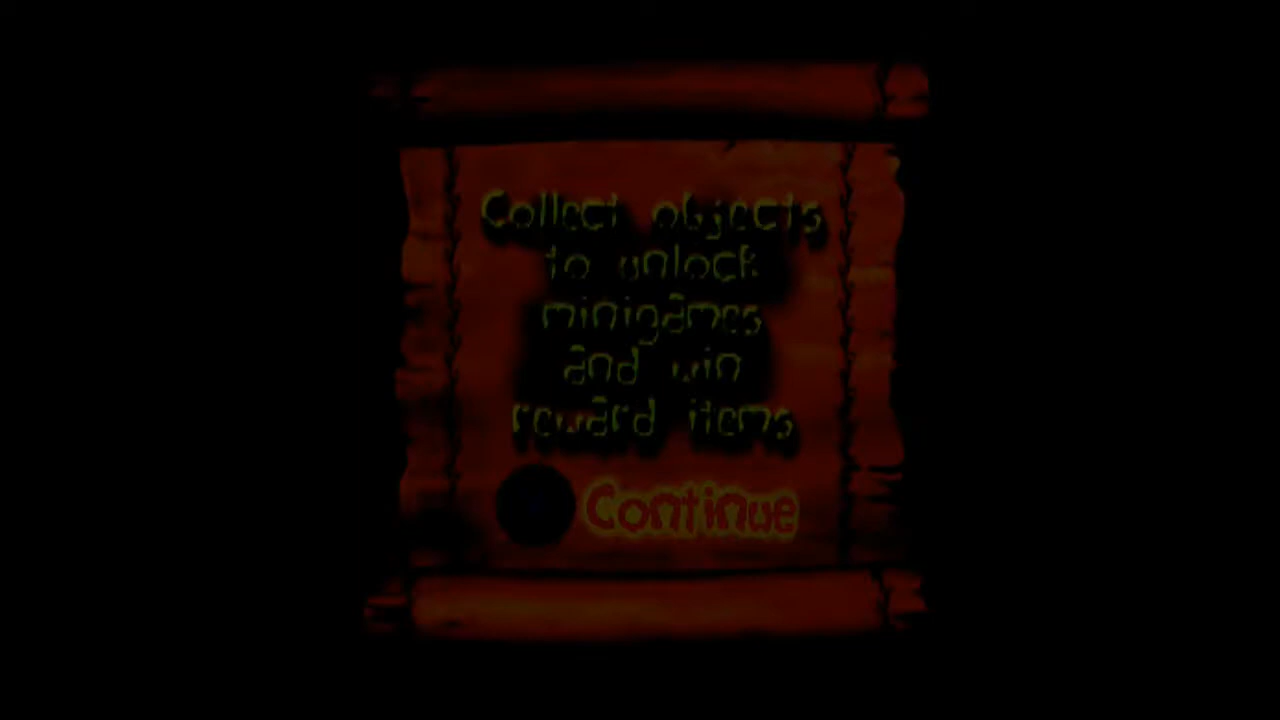 Collect objects
to unlock
minigames
and win
reward items
Continue